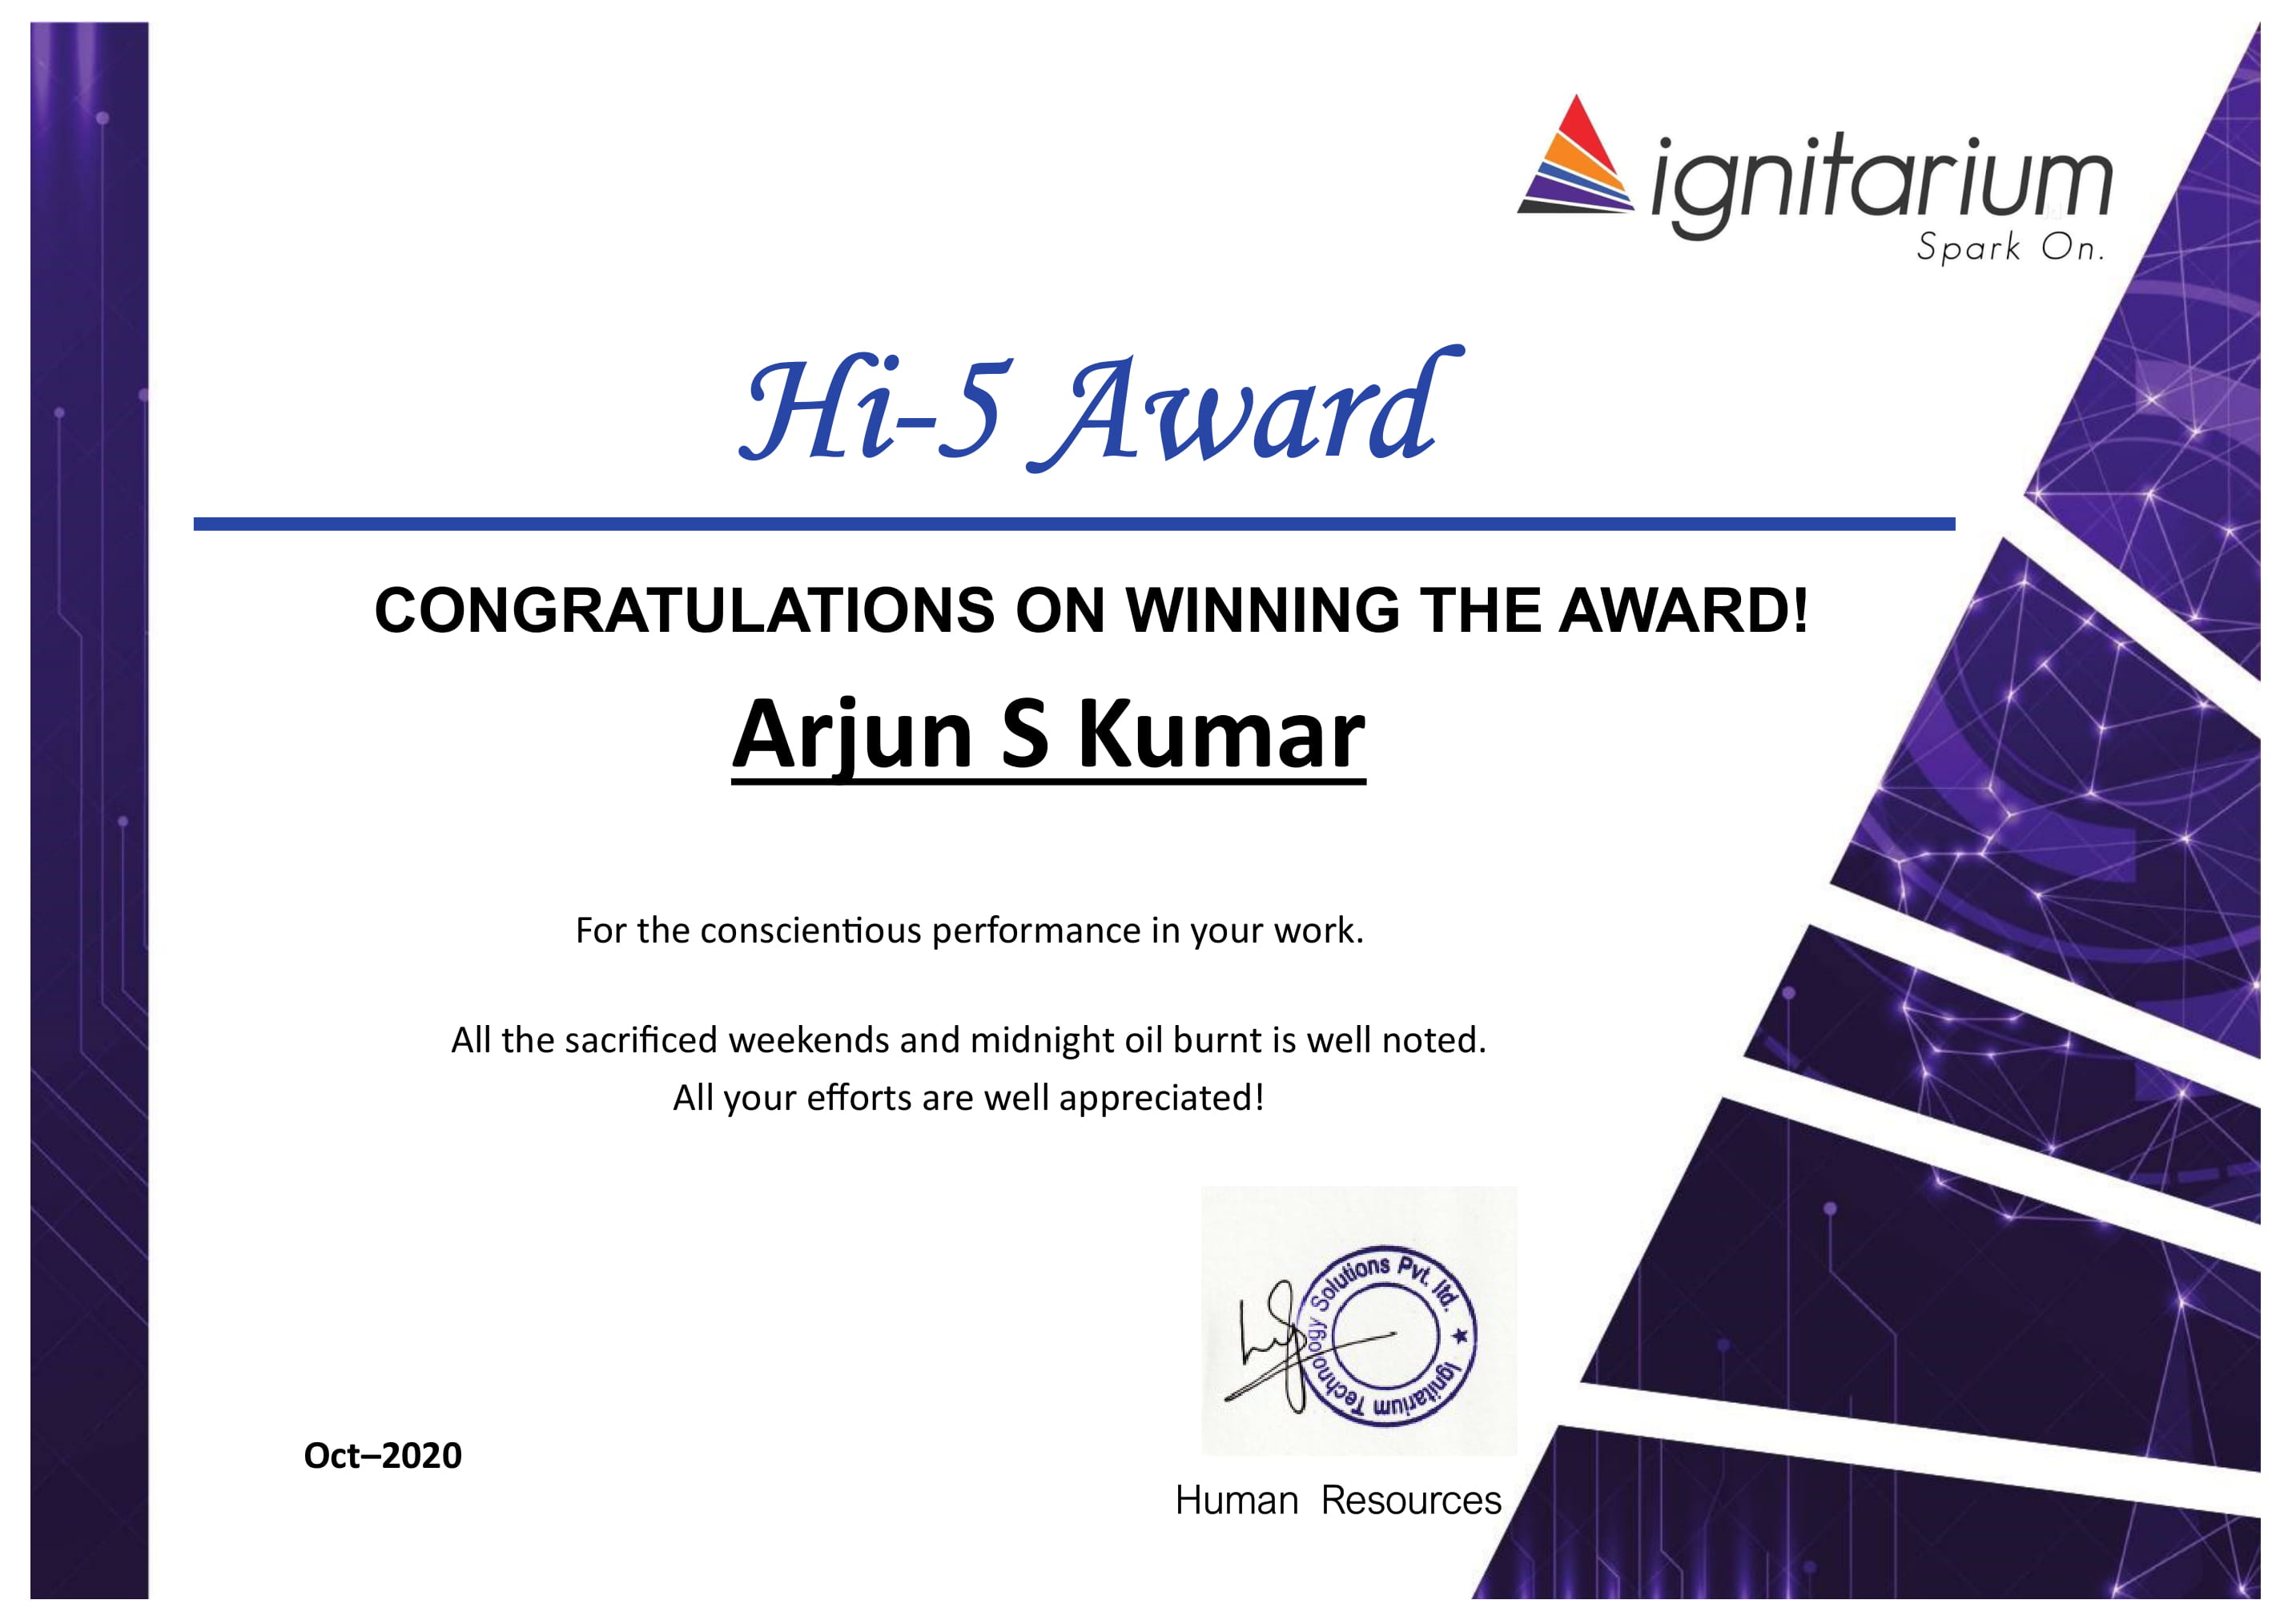 ignitarium
Spark On.
Hi-5 Award
CONGRATULATIONS ON WINNING THE AWARD!
Arjun S Kumar
For the conscientious performance in your work.
All the sacrificed weekends and midnight oil burnt is well noted.
All your efforts are well appreciated!
Ignitarium Technology Solutions Pvt. ltd. ★
Oct–2020
Human Resources